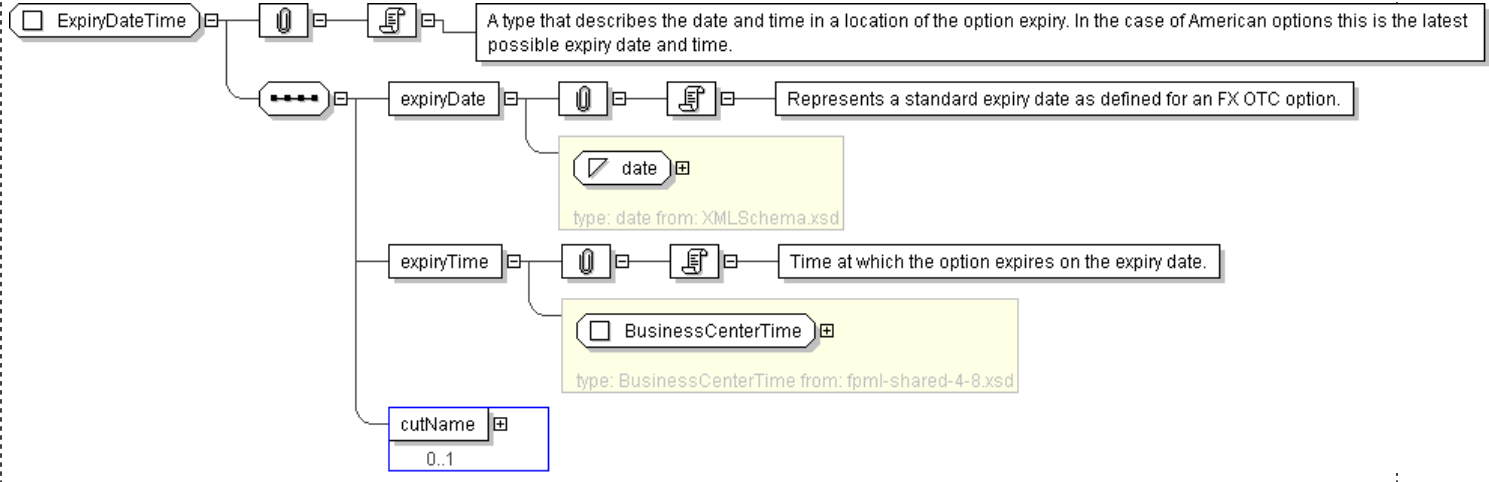 ExpiryDateTime
A type that describes the date and time in a location of the option expiry. In the case of American options this is the latest
possible expiry date and time.
expiryDate
Represents a standard expiry date as defined for an FX OTC option.
date
type: date from: XMLSchema.xsd
expiryTime
Time at which the option expires on the expiry date.
BusinessCenterTime
type: BusinessCenterTime from: fpml-shared-4-8.xsd
cutName
0..1